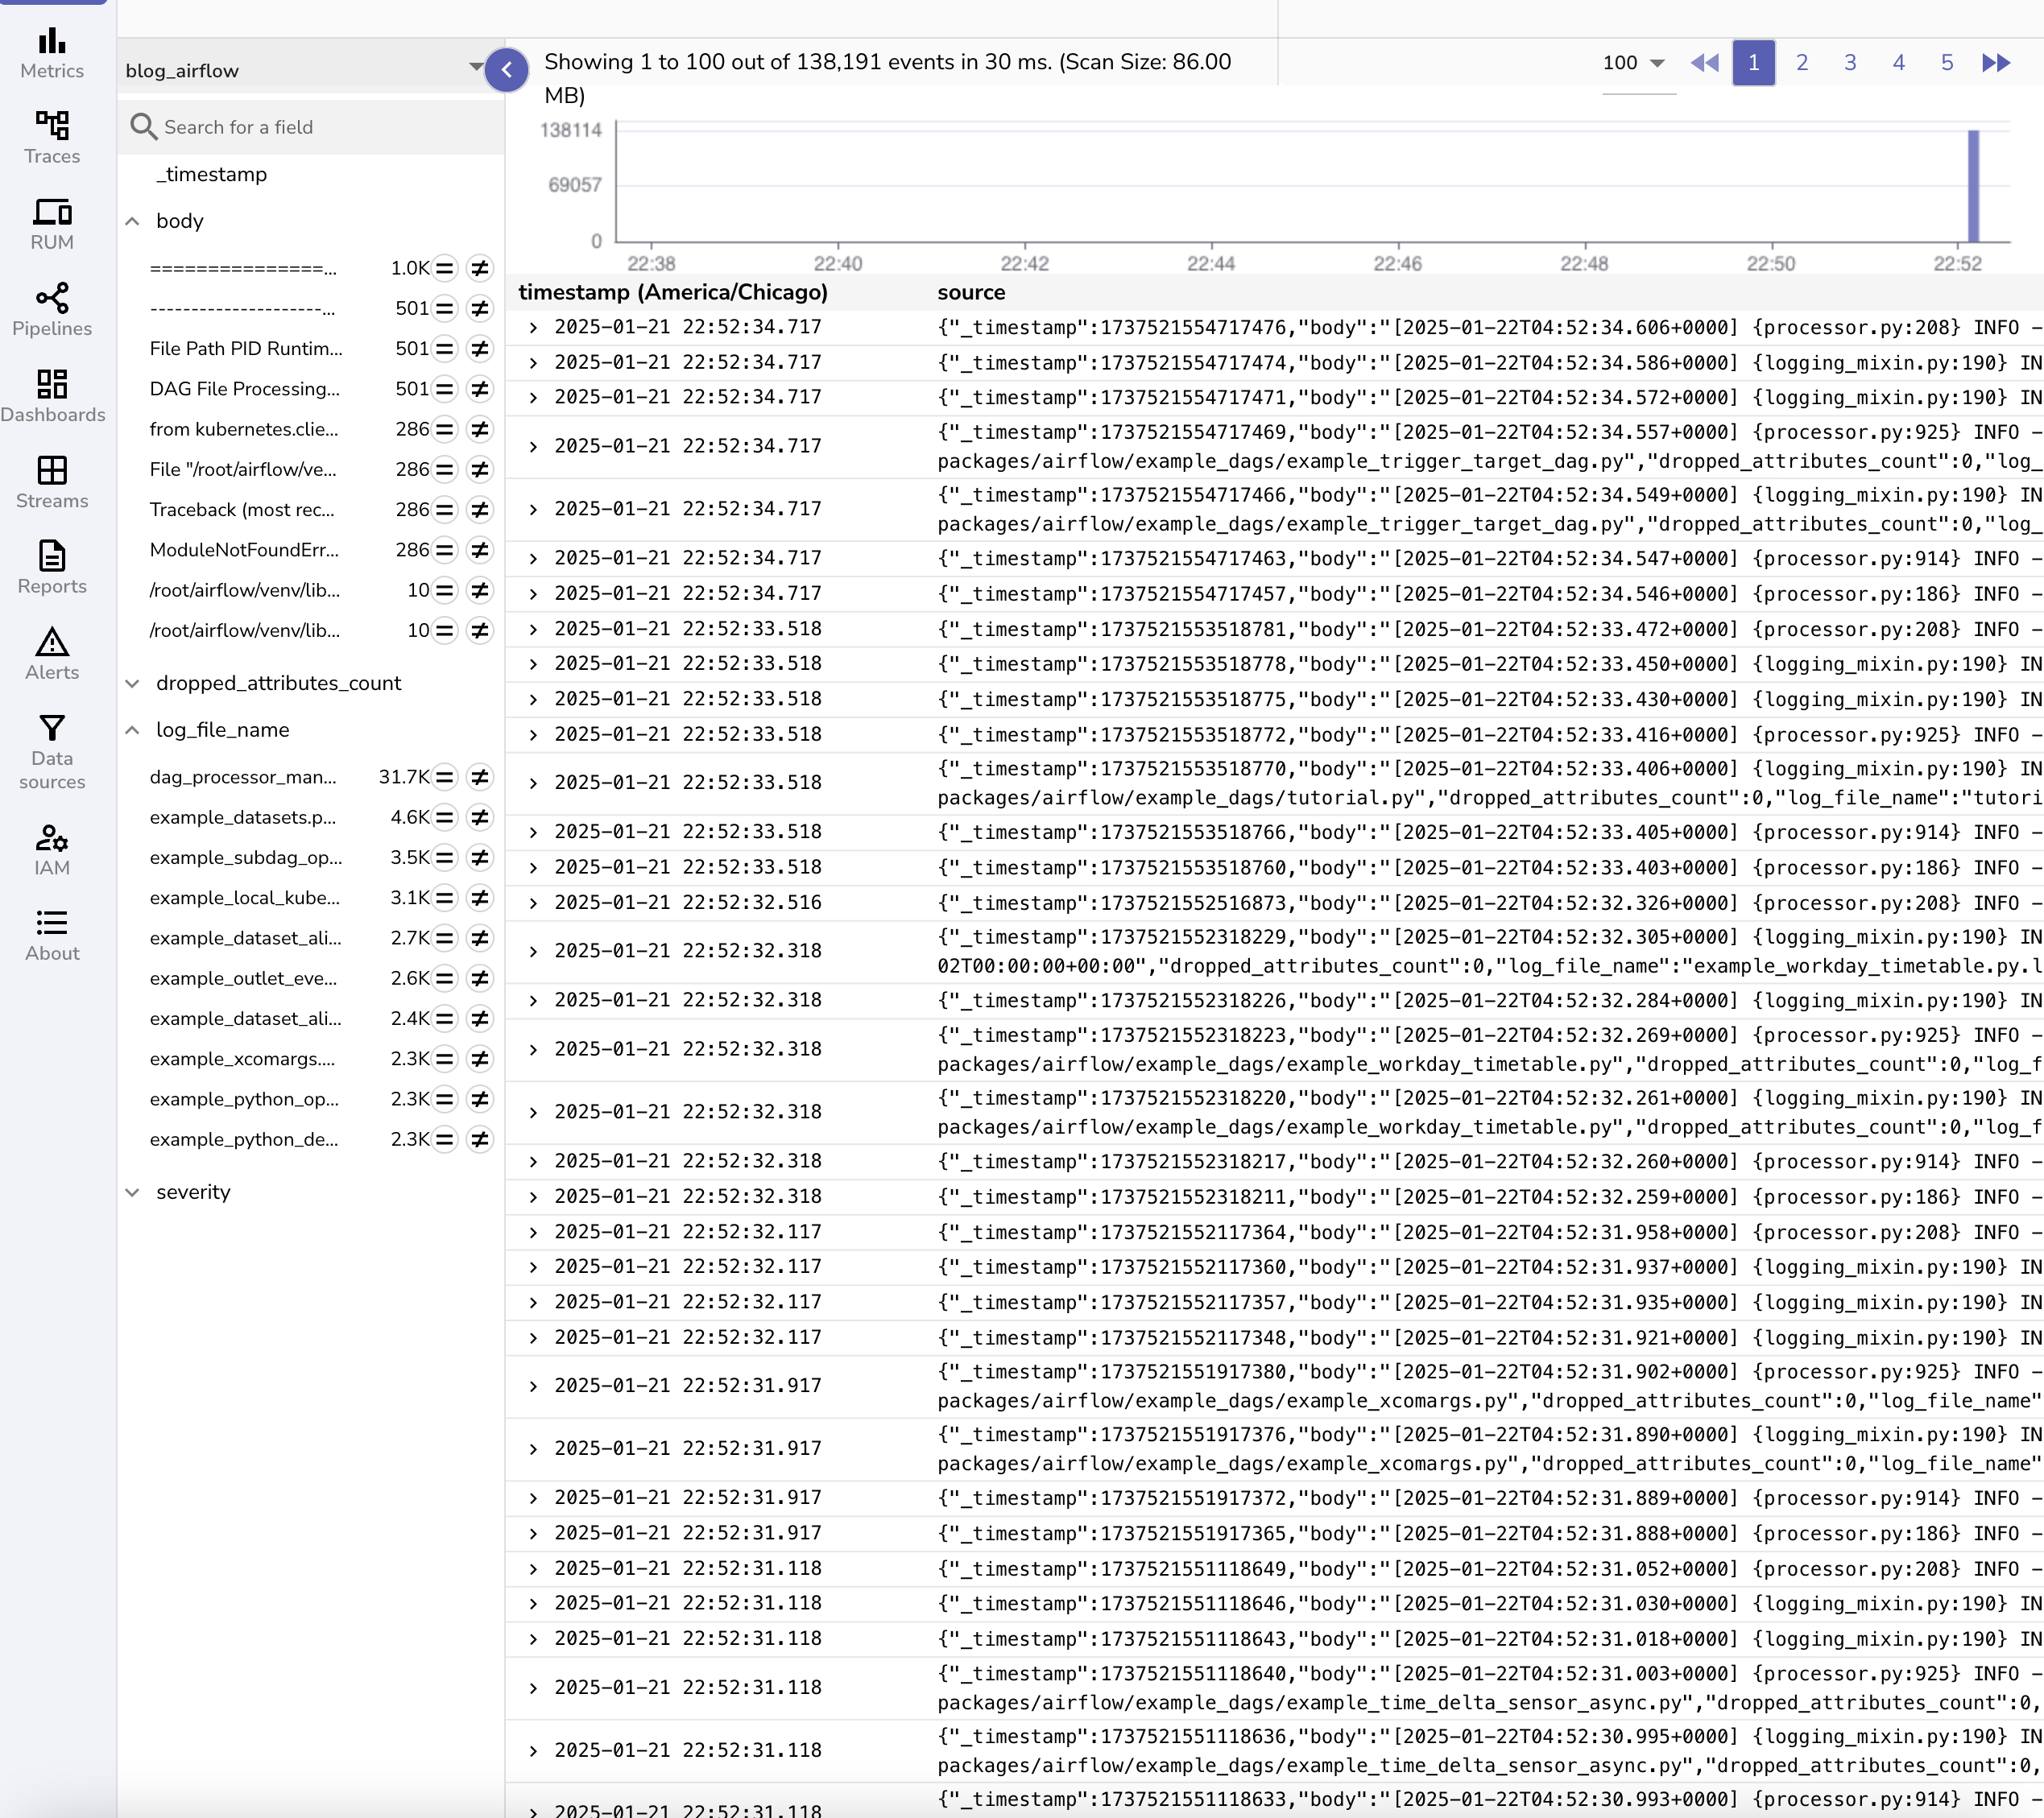 Metrics
Traces
RUM
Pipelines
Dashboards
Streams
Reports
Alerts
Data
sources
IAM
About
blog_airflow
Search for a field
_timestamp
body
===============... 1.0K
---------------------... 501
File Path PID Runtim... 501
DAG File Processing... 501
from kubernetes.clie... 286
File "/root/airflow/ve... 286
Traceback (most rec... 286
ModuleNotFoundErr... 286
/root/airflow/venv/lib... 10
/root/airflow/venv/lib... 10
dropped_attributes_count
log_file_name
dag_processor_man... 31.7K
example_datasets.p... 4.6K
example_subdag_op... 3.5K
example_local_kube... 3.1K
example_dataset_ali... 2.7K
example_outlet_eve... 2.6K
example_dataset_ali... 2.4K
example_xcomargs.... 2.3K
example_python_op... 2.3K
example_python_de... 2.3K
severity
Showing 1 to 100 out of 138,191 events in 30 ms. (Scan Size: 86.00
MB)
100 1 2 3 4 5
138114
69057
0
22:38 22:40 22:42 22:44 22:46 22:48 22:50 22:52
timestamp (America/Chicago) source
2025-01-21 22:52:34.717 {"_timestamp":1737521554717476,"body":"[2025-01-22T04:52:34.606+0000] {processor.py:208} INFO -
2025-01-21 22:52:34.717 {"_timestamp":1737521554717474,"body":"[2025-01-22T04:52:34.586+0000] {logging_mixin.py:190} IN
2025-01-21 22:52:34.717 {"_timestamp":1737521554717471,"body":"[2025-01-22T04:52:34.572+0000] {logging_mixin.py:190} IN
2025-01-21 22:52:34.717 {"_timestamp":1737521554717469,"body":"[2025-01-22T04:52:34.557+0000] {processor.py:925} INFO -
packages/airflow/example_dags/example_trigger_target_dag.py","dropped_attributes_count":0,"log_
2025-01-21 22:52:34.717 {"_timestamp":1737521554717466,"body":"[2025-01-22T04:52:34.549+0000] {logging_mixin.py:190} IN
packages/airflow/example_dags/example_trigger_target_dag.py","dropped_attributes_count":0,"log_
2025-01-21 22:52:34.717 {"_timestamp":1737521554717463,"body":"[2025-01-22T04:52:34.547+0000] {processor.py:914} INFO -
2025-01-21 22:52:34.717 {"_timestamp":1737521554717457,"body":"[2025-01-22T04:52:34.546+0000] {processor.py:186} INFO -
2025-01-21 22:52:33.518 {"_timestamp":1737521553518781,"body":"[2025-01-22T04:52:33.472+0000] {processor.py:208} INFO -
2025-01-21 22:52:33.518 {"_timestamp":1737521553518778,"body":"[2025-01-22T04:52:33.450+0000] {logging_mixin.py:190} IN
2025-01-21 22:52:33.518 {"_timestamp":1737521553518775,"body":"[2025-01-22T04:52:33.430+0000] {logging_mixin.py:190} IN
2025-01-21 22:52:33.518 {"_timestamp":1737521553518772,"body":"[2025-01-22T04:52:33.416+0000] {processor.py:925} INFO -
2025-01-21 22:52:33.518 {"_timestamp":1737521553518770,"body":"[2025-01-22T04:52:33.406+0000] {logging_mixin.py:190} IN
packages/airflow/example_dags/tutorial.py","dropped_attributes_count":0,"log_file_name":"tutori
2025-01-21 22:52:33.518 {"_timestamp":1737521553518766,"body":"[2025-01-22T04:52:33.405+0000] {processor.py:914} INFO -
2025-01-21 22:52:33.518 {"_timestamp":1737521553518760,"body":"[2025-01-22T04:52:33.403+0000] {processor.py:186} INFO -
2025-01-21 22:52:32.516 {"_timestamp":1737521552516873,"body":"[2025-01-22T04:52:32.326+0000] {processor.py:208} INFO -
2025-01-21 22:52:32.318 {"_timestamp":1737521552318229,"body":"[2025-01-22T04:52:32.305+0000] {logging_mixin.py:190} IN
02T00:00:00+00:00","dropped_attributes_count":0,"log_file_name":"example_workday_timetable.py.l
2025-01-21 22:52:32.318 {"_timestamp":1737521552318226,"body":"[2025-01-22T04:52:32.284+0000] {logging_mixin.py:190} IN
2025-01-21 22:52:32.318 {"_timestamp":1737521552318223,"body":"[2025-01-22T04:52:32.269+0000] {processor.py:925} INFO -
packages/airflow/example_dags/example_workday_timetable.py","dropped_attributes_count":0,"log_f
2025-01-21 22:52:32.318 {"_timestamp":1737521552318220,"body":"[2025-01-22T04:52:32.261+0000] {logging_mixin.py:190} IN
packages/airflow/example_dags/example_workday_timetable.py","dropped_attributes_count":0,"log_f
2025-01-21 22:52:32.318 {"_timestamp":1737521552318217,"body":"[2025-01-22T04:52:32.260+0000] {processor.py:914} INFO -
2025-01-21 22:52:32.318 {"_timestamp":1737521552318211,"body":"[2025-01-22T04:52:32.259+0000] {processor.py:186} INFO -
2025-01-21 22:52:32.117 {"_timestamp":1737521552117364,"body":"[2025-01-22T04:52:31.958+0000] {processor.py:208} INFO -
2025-01-21 22:52:32.117 {"_timestamp":1737521552117360,"body":"[2025-01-22T04:52:31.937+0000] {logging_mixin.py:190} IN
2025-01-21 22:52:32.117 {"_timestamp":1737521552117357,"body":"[2025-01-22T04:52:31.935+0000] {logging_mixin.py:190} IN
2025-01-21 22:52:32.117 {"_timestamp":1737521552117348,"body":"[2025-01-22T04:52:31.921+0000] {logging_mixin.py:190} IN
2025-01-21 22:52:31.917 {"_timestamp":1737521551917380,"body":"[2025-01-22T04:52:31.902+0000] {processor.py:925} INFO -
packages/airflow/example_dags/example_xcomargs.py","dropped_attributes_count":0,"log_file_name"
2025-01-21 22:52:31.917 {"_timestamp":1737521551917376,"body":"[2025-01-22T04:52:31.890+0000] {logging_mixin.py:190} IN
packages/airflow/example_dags/example_xcomargs.py","dropped_attributes_count":0,"log_file_name"
2025-01-21 22:52:31.917 {"_timestamp":1737521551917372,"body":"[2025-01-22T04:52:31.889+0000] {processor.py:914} INFO -
2025-01-21 22:52:31.917 {"_timestamp":1737521551917365,"body":"[2025-01-22T04:52:31.888+0000] {processor.py:186} INFO -
2025-01-21 22:52:31.118 {"_timestamp":1737521551118649,"body":"[2025-01-22T04:52:31.052+0000] {processor.py:208} INFO -
2025-01-21 22:52:31.118 {"_timestamp":1737521551118646,"body":"[2025-01-22T04:52:31.030+0000] {logging_mixin.py:190} IN
2025-01-21 22:52:31.118 {"_timestamp":1737521551118643,"body":"[2025-01-22T04:52:31.018+0000] {logging_mixin.py:190} IN
2025-01-21 22:52:31.118 {"_timestamp":1737521551118640,"body":"[2025-01-22T04:52:31.003+0000] {processor.py:925} INFO -
packages/airflow/example_dags/example_time_delta_sensor_async.py","dropped_attributes_count":0,
2025-01-21 22:52:31.118 {"_timestamp":1737521551118636,"body":"[2025-01-22T04:52:30.995+0000] {logging_mixin.py:190} IN
packages/airflow/example_dags/example_time_delta_sensor_async.py","dropped_attributes_count":0,
2025-01-21 22:52:31.118 {"_timestamp":1737521551118633,"body":"[2025-01-22T04:52:30.993+0000] {processor.py:914} INFO -